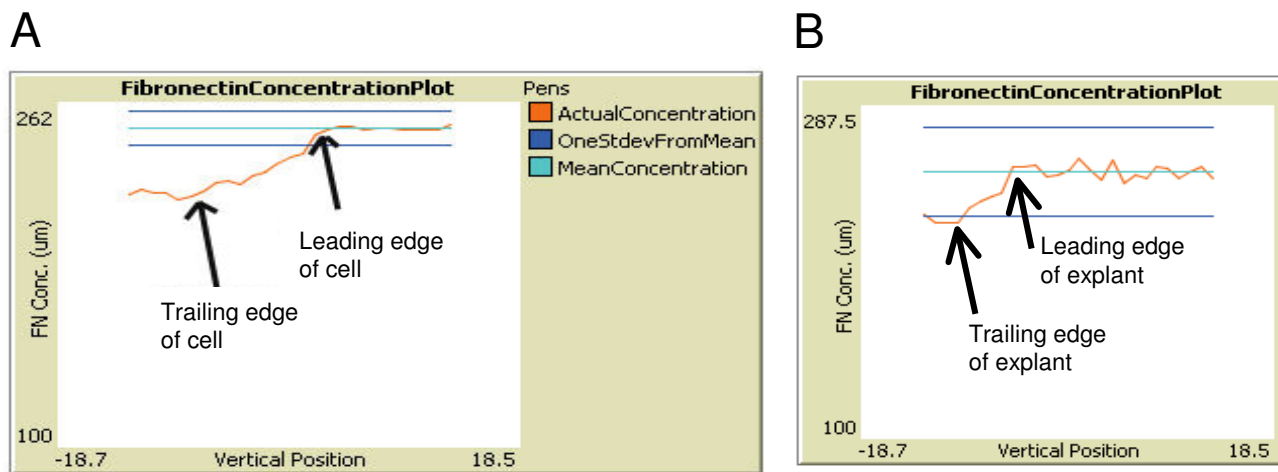 A
FibronectinConcentrationPlot
262
FN Conc. (um)
100
-18.7
Vertical Position
18.5
Leading edge
of cell
Trailing edge
of cell
Pens
ActualConcentration
OneStdevFromMean
MeanConcentration
B
FibronectinConcentrationPlot
287.5
FN Conc. (um)
100
-18.7
Vertical Position
18.5
Leading edge
of explant
Trailing edge
of explant